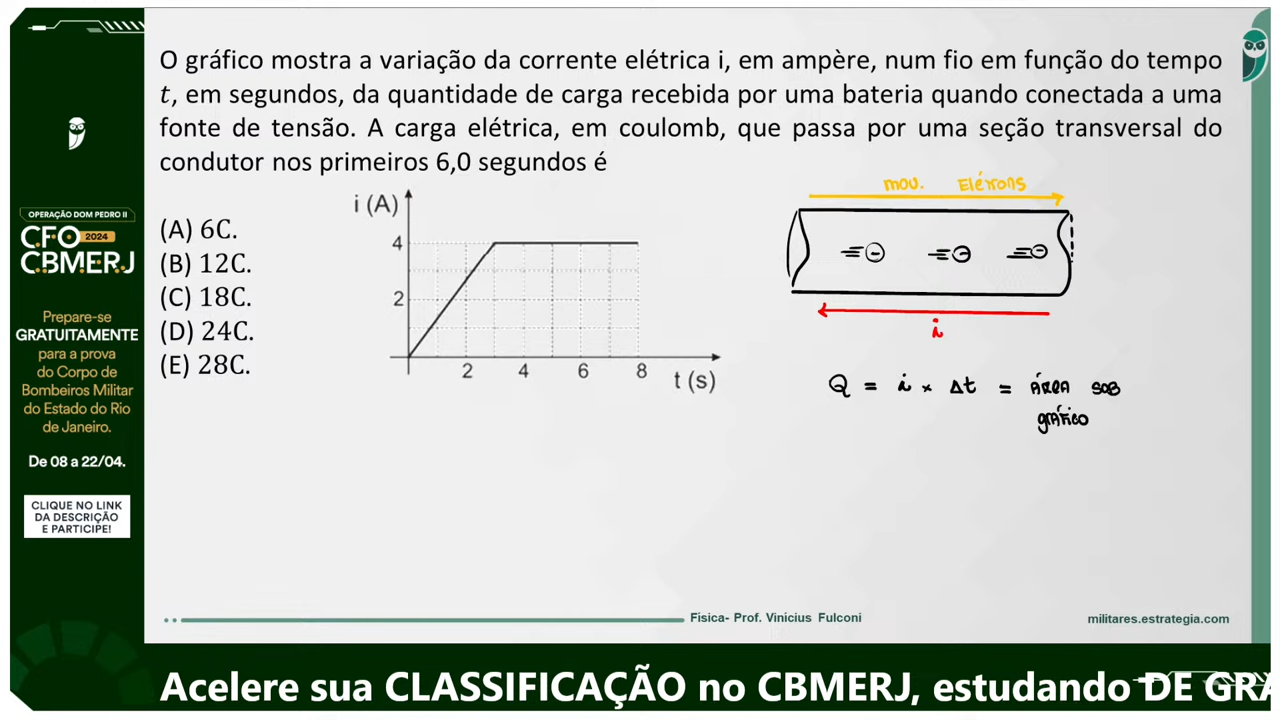 O gráfico mostra a variação da corrente elétrica i, em ampère, num fio em função do tempo
t, em segundos, da quantidade de carga recebida por uma bateria quando conectada a uma
fonte de tensão. A carga elétrica, em coulomb, que passa por uma seção transversal do
condutor nos primeiros 6,0 segundos é
(A) 6C.
(B) 12C.
(C) 18C.
(D) 24C.
(E) 28C.
i (A)
4
2
2 4 6 8
t (s)
mov. Elétrons
- - -
i
Q = i × Δt = ÁREA SOB
gráfico
OPERAÇÃO DOM PEDRO II
CFO 2024
CBMERJ
Prepare-se
GRATUITAMENTE
para a prova
do Corpo de
Bombeiros Militar
do Estado do Rio
de Janeiro.
De 08 a 22/04.
CLIQUE NO LINK
DA DESCRIÇÃO
E PARTICIPE!
Física- Prof. Vinícius Fulconi
militares.estrategia.com
Acelere sua CLASSIFICAÇÃO no CBMERJ, estudando DE GRA